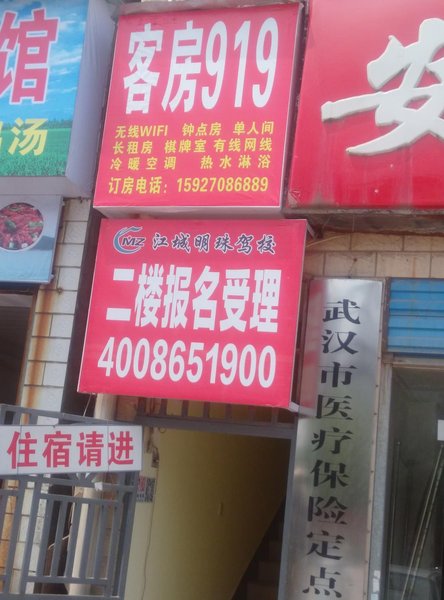 馆
汤
客房919
无线WIFI 钟点房 单人间
长租房 棋牌室 有线网线
冷暖空调 热水淋浴
订房电话：15927086889
安
CMZ 江城明珠驾校
二楼报名受理
4008651900
住宿请进
武汉市医疗保险定点